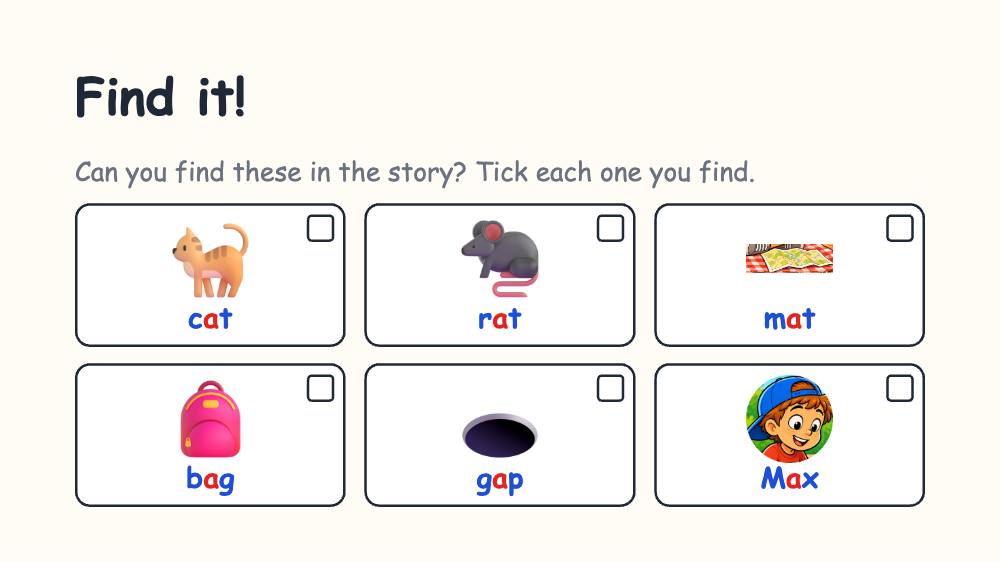 Find it!
Can you find these in the story? Tick each one you find.
cat
rat
mat
bag
gap
Max